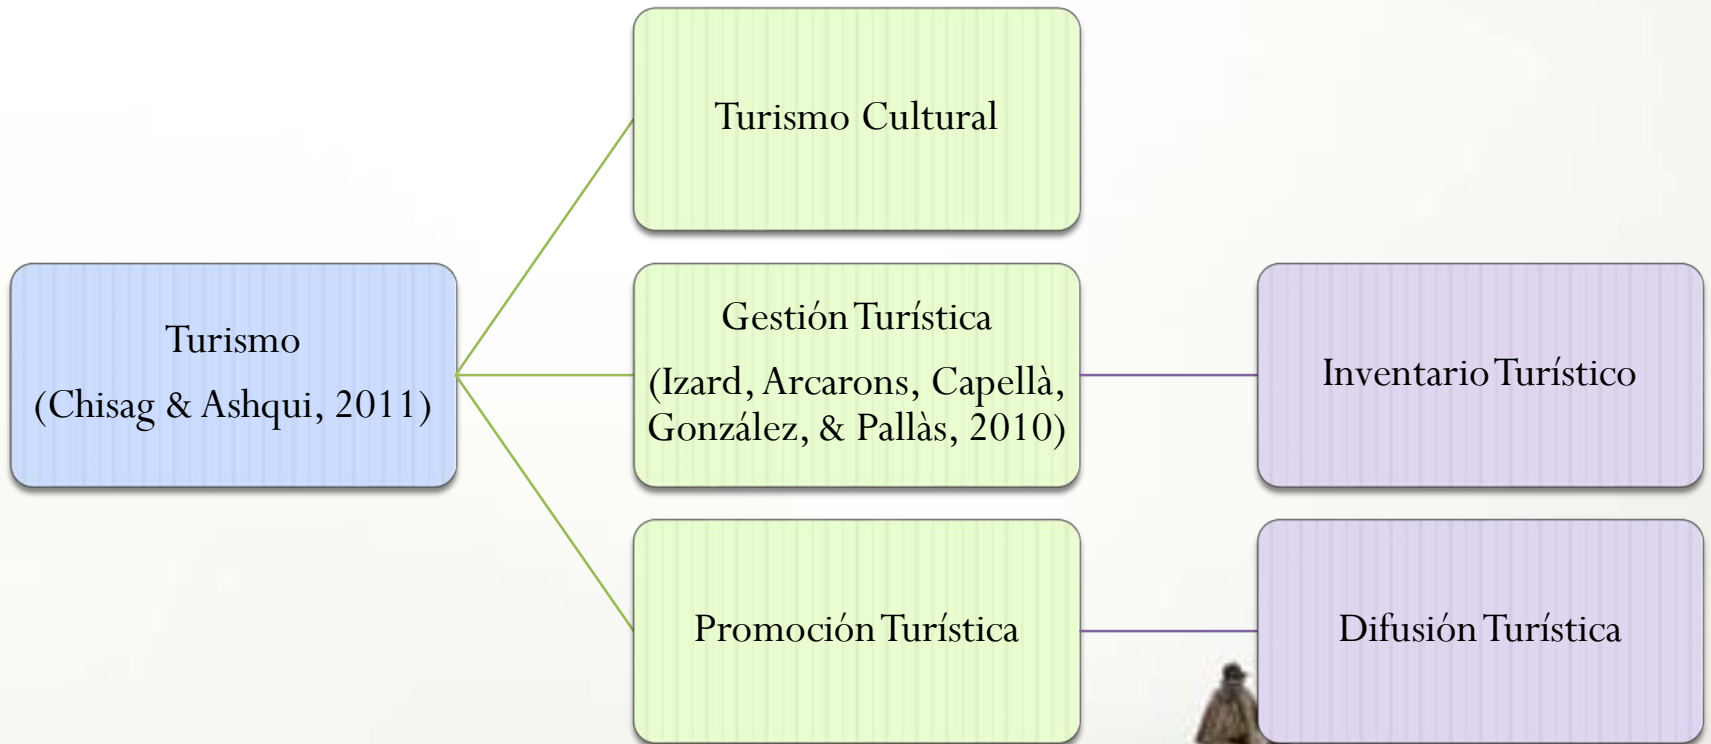 Turismo Cultural
Turismo
(Chisag & Ashqui, 2011)
Gestión Turística
(Izard, Arcarons, Capellà,
González, & Pallàs, 2010)
Inventario Turístico
Promoción Turística
Difusión Turística